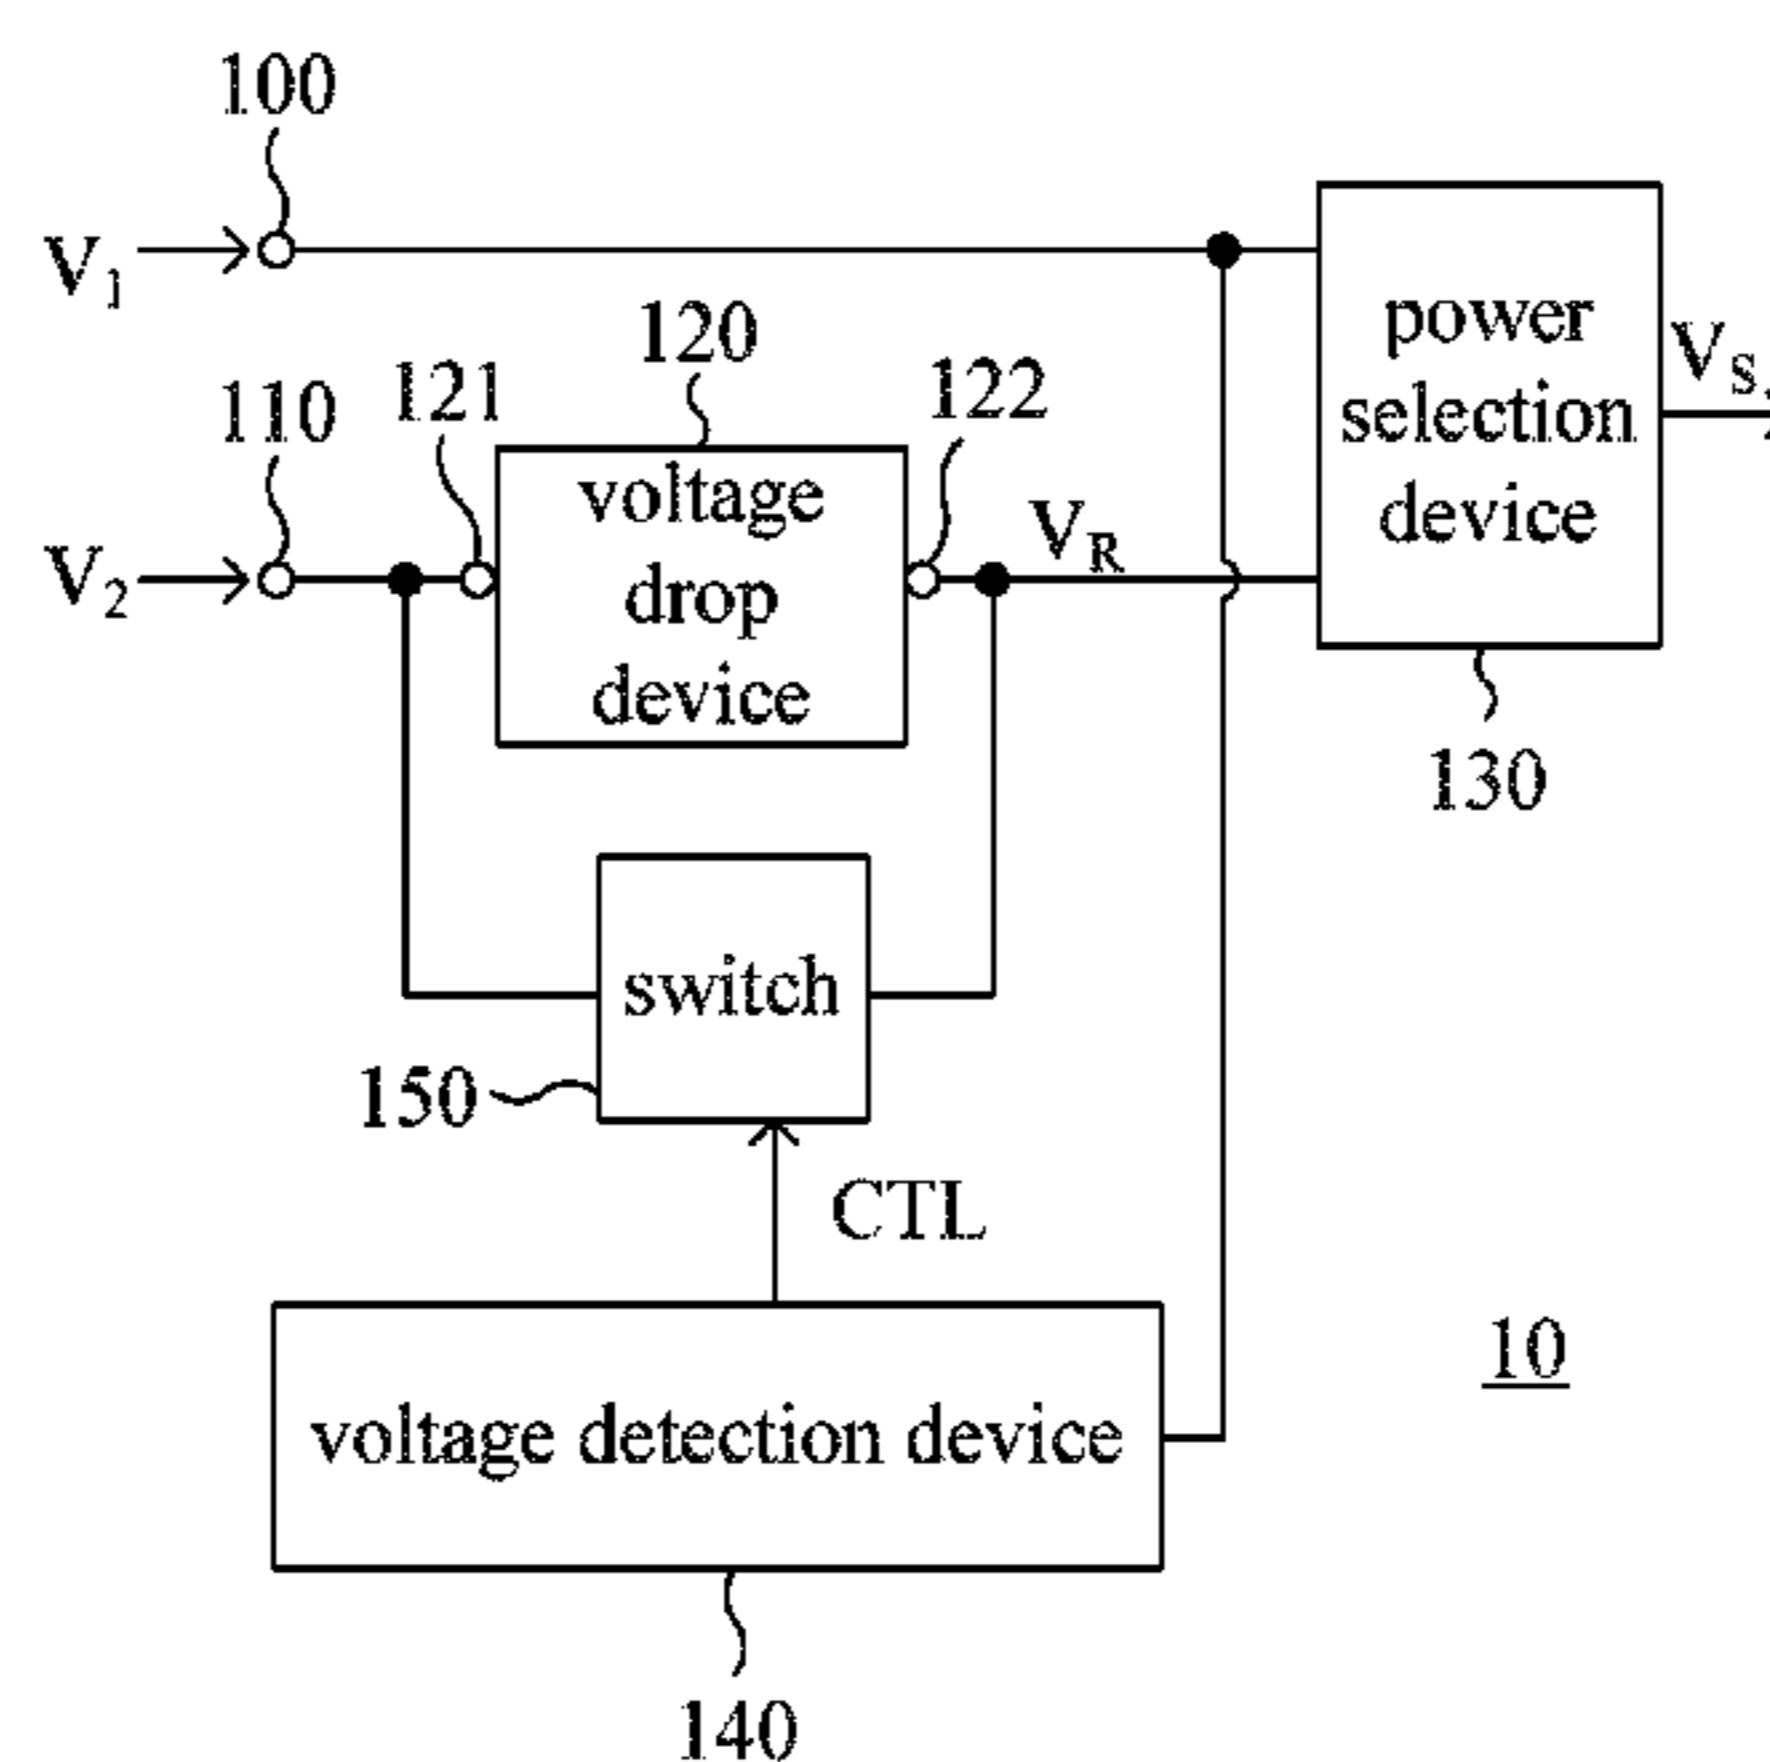 100
V1
120
110
121
122
V2
voltage
drop
device
VR
power
selection
device
VS
130
switch
150
CTL
10
voltage detection device
140